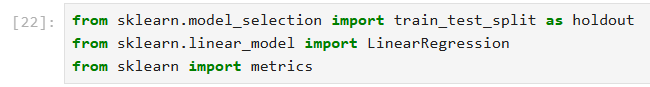 [22]: from sklearn.model_selection import train_test_split as holdout
from sklearn.linear_model import LinearRegression
from sklearn import metrics